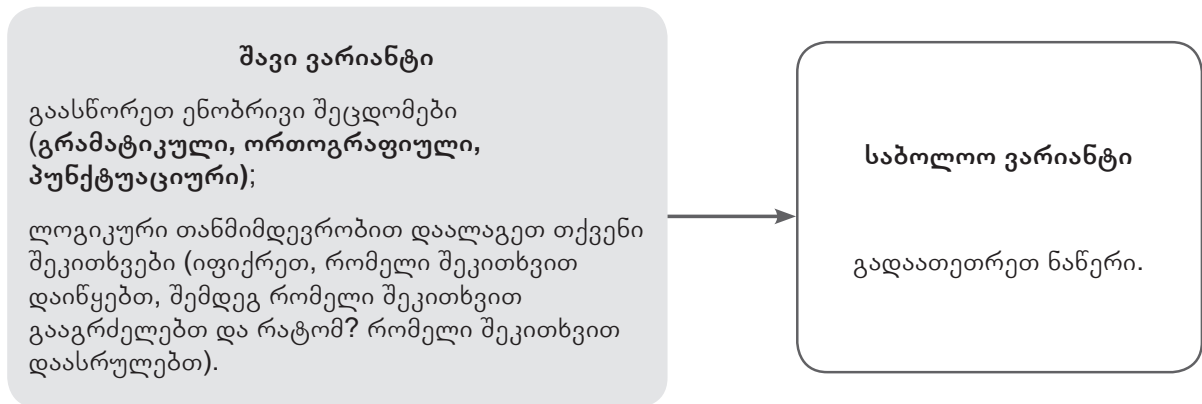 შავი ვარიანტი
გაასწორეთ ენობრივი შეცდომები
(გრამატიკული, ორთოგრაფიული,
პუნქტუაციური);
ლოგიკური თანმიმდევრობით დაალაგეთ თქვენი
შეკითხვები (იფიქრეთ, რომელი შეკითხვით
დაიწყებთ, შემდეგ რომელი შეკითხვით
გააგრძელებთ და რატომ? რომელი შეკითხვით
დაასრულებთ).
საბოლოო ვარიანტი
გადაათეთრეთ ნაწერი.